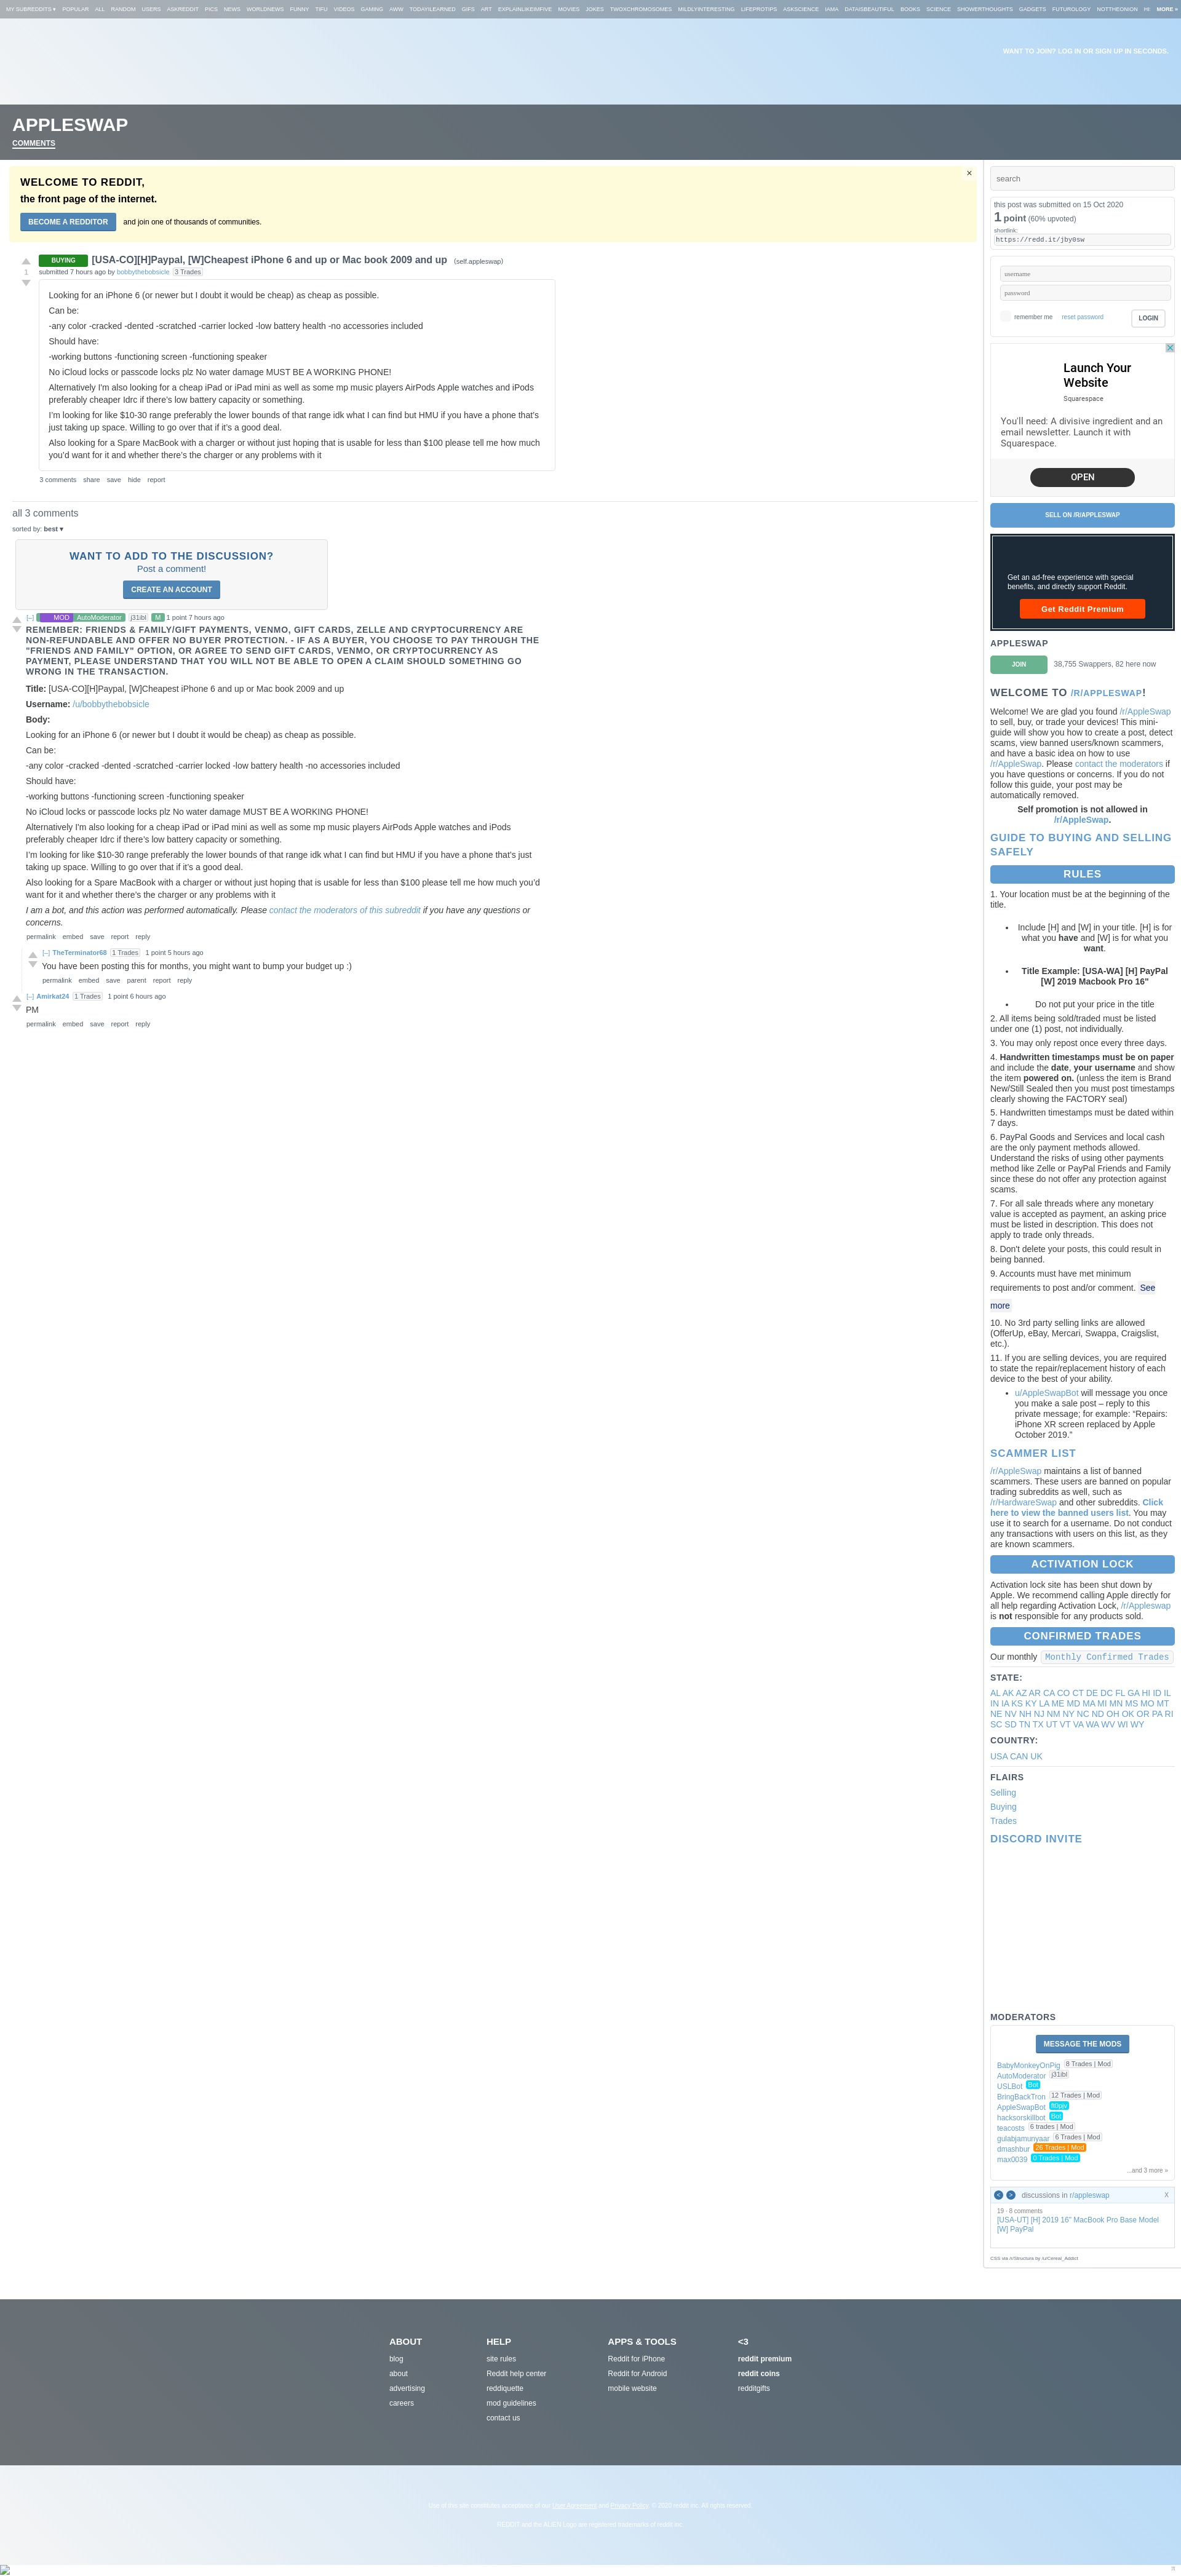 MY SUBREDDITS ▾ POPULAR ALL RANDOM USERS ASKREDDIT PICS NEWS WORLDNEWS FUNNY TIFU VIDEOS GAMING AWW TODAYILEARNED GIFS ART EXPLAINLIKEIMFIVE MOVIES JOKES TWOXCHROMOSOMES MILDLYINTERESTING LIFEPROTIPS ASKSCIENCE IAMA DATAISBEAUTIFUL BOOKS SCIENCE SHOWERTHOUGHTS GADGETS FUTUROLOGY NOTTHEONION HI MORE »
WANT TO JOIN? LOG IN OR SIGN UP IN SECONDS.
APPLESWAP
COMMENTS
WELCOME TO REDDIT,
the front page of the internet.
BECOME A REDDITOR and join one of thousands of communities.
×
1
BUYING [USA-CO][H]Paypal, [W]Cheapest iPhone 6 and up or Mac book 2009 and up (self.appleswap)
submitted 7 hours ago by bobbythebobsicle 3 Trades
Looking for an iPhone 6 (or newer but I doubt it would be cheap) as cheap as possible.
Can be:
-any color -cracked -dented -scratched -carrier locked -low battery health -no accessories included
Should have:
-working buttons -functioning screen -functioning speaker
No iCloud locks or passcode locks plz No water damage MUST BE A WORKING PHONE!
Alternatively I'm also looking for a cheap iPad or iPad mini as well as some mp music players AirPods Apple watches and iPods
preferably cheaper Idrc if there's low battery capacity or something.
I'm looking for like $10-30 range preferably the lower bounds of that range idk what I can find but HMU if you have a phone that's
just taking up space. Willing to go over that if it's a good deal.
Also looking for a Spare MacBook with a charger or without just hoping that is usable for less than $100 please tell me how much
you'd want for it and whether there's the charger or any problems with it
3 comments share save hide report
all 3 comments
sorted by: best ▾
WANT TO ADD TO THE DISCUSSION?
Post a comment!
CREATE AN ACCOUNT
[–] MOD AutoModerator j31ibl M 1 point 7 hours ago
REMEMBER: FRIENDS & FAMILY/GIFT PAYMENTS, VENMO, GIFT CARDS, ZELLE AND CRYPTOCURRENCY ARE
NON-REFUNDABLE AND OFFER NO BUYER PROTECTION. - IF AS A BUYER, YOU CHOOSE TO PAY THROUGH THE
"FRIENDS AND FAMILY" OPTION, OR AGREE TO SEND GIFT CARDS, VENMO, OR CRYPTOCURRENCY AS
PAYMENT, PLEASE UNDERSTAND THAT YOU WILL NOT BE ABLE TO OPEN A CLAIM SHOULD SOMETHING GO
WRONG IN THE TRANSACTION.
Title: [USA-CO][H]Paypal, [W]Cheapest iPhone 6 and up or Mac book 2009 and up
Username: /u/bobbythebobsicle
Body:
Looking for an iPhone 6 (or newer but I doubt it would be cheap) as cheap as possible.
Can be:
-any color -cracked -dented -scratched -carrier locked -low battery health -no accessories included
Should have:
-working buttons -functioning screen -functioning speaker
No iCloud locks or passcode locks plz No water damage MUST BE A WORKING PHONE!
Alternatively I'm also looking for a cheap iPad or iPad mini as well as some mp music players AirPods Apple watches and iPods
preferably cheaper Idrc if there's low battery capacity or something.
I'm looking for like $10-30 range preferably the lower bounds of that range idk what I can find but HMU if you have a phone that's just
taking up space. Willing to go over that if it's a good deal.
Also looking for a Spare MacBook with a charger or without just hoping that is usable for less than $100 please tell me how much you'd
want for it and whether there's the charger or any problems with it
I am a bot, and this action was performed automatically. Please contact the moderators of this subreddit if you have any questions or
concerns.
permalink embed save report reply
[–] TheTerminator68 1 Trades 1 point 5 hours ago
You have been posting this for months, you might want to bump your budget up :)
permalink embed save parent report reply
[–] Amirkat24 1 Trades 1 point 6 hours ago
PM
permalink embed save report reply
search
this post was submitted on 15 Oct 2020
1 point (60% upvoted)
shortlink:
https://redd.it/jby0sw
username
password
remember me reset password LOGIN
Launch Your
Website
Squarespace
You'll need: A divisive ingredient and an
email newsletter. Launch it with
Squarespace.
OPEN
SELL ON /R/APPLESWAP
Get an ad-free experience with special
benefits, and directly support Reddit.
Get Reddit Premium
APPLESWAP
JOIN 38,755 Swappers, 82 here now
WELCOME TO /R/APPLESWAP!
Welcome! We are glad you found /r/AppleSwap
to sell, buy, or trade your devices! This mini-
guide will show you how to create a post, detect
scams, view banned users/known scammers,
and have a basic idea on how to use
/r/AppleSwap. Please contact the moderators if
you have questions or concerns. If you do not
follow this guide, your post may be
automatically removed.
Self promotion is not allowed in
/r/AppleSwap.
GUIDE TO BUYING AND SELLING
SAFELY
RULES
1. Your location must be at the beginning of the
title.
• Include [H] and [W] in your title. [H] is for
what you have and [W] is for what you
want.
• Title Example: [USA-WA] [H] PayPal
[W] 2019 Macbook Pro 16"
• Do not put your price in the title
2. All items being sold/traded must be listed
under one (1) post, not individually.
3. You may only repost once every three days.
4. Handwritten timestamps must be on paper
and include the date, your username and show
the item powered on. (unless the item is Brand
New/Still Sealed then you must post timestamps
clearly showing the FACTORY seal)
5. Handwritten timestamps must be dated within
7 days.
6. PayPal Goods and Services and local cash
are the only payment methods allowed.
Understand the risks of using other payments
method like Zelle or PayPal Friends and Family
since these do not offer any protection against
scams.
7. For all sale threads where any monetary
value is accepted as payment, an asking price
must be listed in description. This does not
apply to trade only threads.
8. Don't delete your posts, this could result in
being banned.
9. Accounts must have met minimum
requirements to post and/or comment. See
more
10. No 3rd party selling links are allowed
(OfferUp, eBay, Mercari, Swappa, Craigslist,
etc.).
11. If you are selling devices, you are required
to state the repair/replacement history of each
device to the best of your ability.
• u/AppleSwapBot will message you once
you make a sale post – reply to this
private message; for example: “Repairs:
iPhone XR screen replaced by Apple
October 2019.”
SCAMMER LIST
/r/AppleSwap maintains a list of banned
scammers. These users are banned on popular
trading subreddits as well, such as
/r/HardwareSwap and other subreddits. Click
here to view the banned users list. You may
use it to search for a username. Do not conduct
any transactions with users on this list, as they
are known scammers.
ACTIVATION LOCK
Activation lock site has been shut down by
Apple. We recommend calling Apple directly for
all help regarding Activation Lock, /r/Appleswap
is not responsible for any products sold.
CONFIRMED TRADES
Our monthly Monthly Confirmed Trades
STATE:
AL AK AZ AR CA CO CT DE DC FL GA HI ID IL
IN IA KS KY LA ME MD MA MI MN MS MO MT
NE NV NH NJ NM NY NC ND OH OK OR PA RI
SC SD TN TX UT VT VA WA WV WI WY
COUNTRY:
USA CAN UK
FLAIRS
Selling
Buying
Trades
DISCORD INVITE
MODERATORS
MESSAGE THE MODS
BabyMonkeyOnPig 8 Trades | Mod
AutoModerator j31ibl
USLBot Bot
BringBackTron 12 Trades | Mod
AppleSwapBot ft0pjv
hacksorskillbot Bot
teacosts 6 trades | Mod
gulabjamunyaar 6 Trades | Mod
dmashbur 26 Trades | Mod
max0039 0 Trades | Mod
...and 3 more »
< > discussions in r/appleswap X
19 · 8 comments
[USA-UT] [H] 2019 16" MacBook Pro Base Model
[W] PayPal
CSS via /r/Structura by /u/Cereal_Addict
ABOUT
blog
about
advertising
careers
HELP
site rules
Reddit help center
reddiquette
mod guidelines
contact us
APPS & TOOLS
Reddit for iPhone
Reddit for Android
mobile website
<3
reddit premium
reddit coins
redditgifts
Use of this site constitutes acceptance of our User Agreement and Privacy Policy. © 2020 reddit inc. All rights reserved.
REDDIT and the ALIEN Logo are registered trademarks of reddit inc.
π